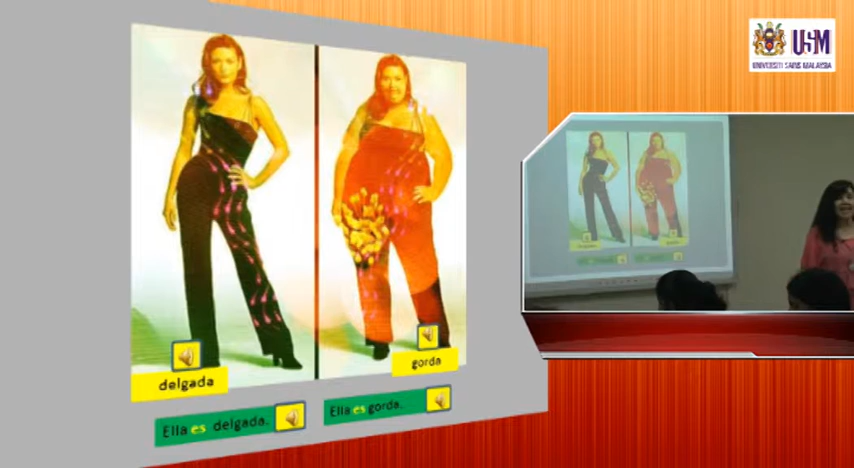 USM
UNIVERSITI SAINS MALAYSIA
delgada
gorda
Ella es delgada.
Ella es gorda.